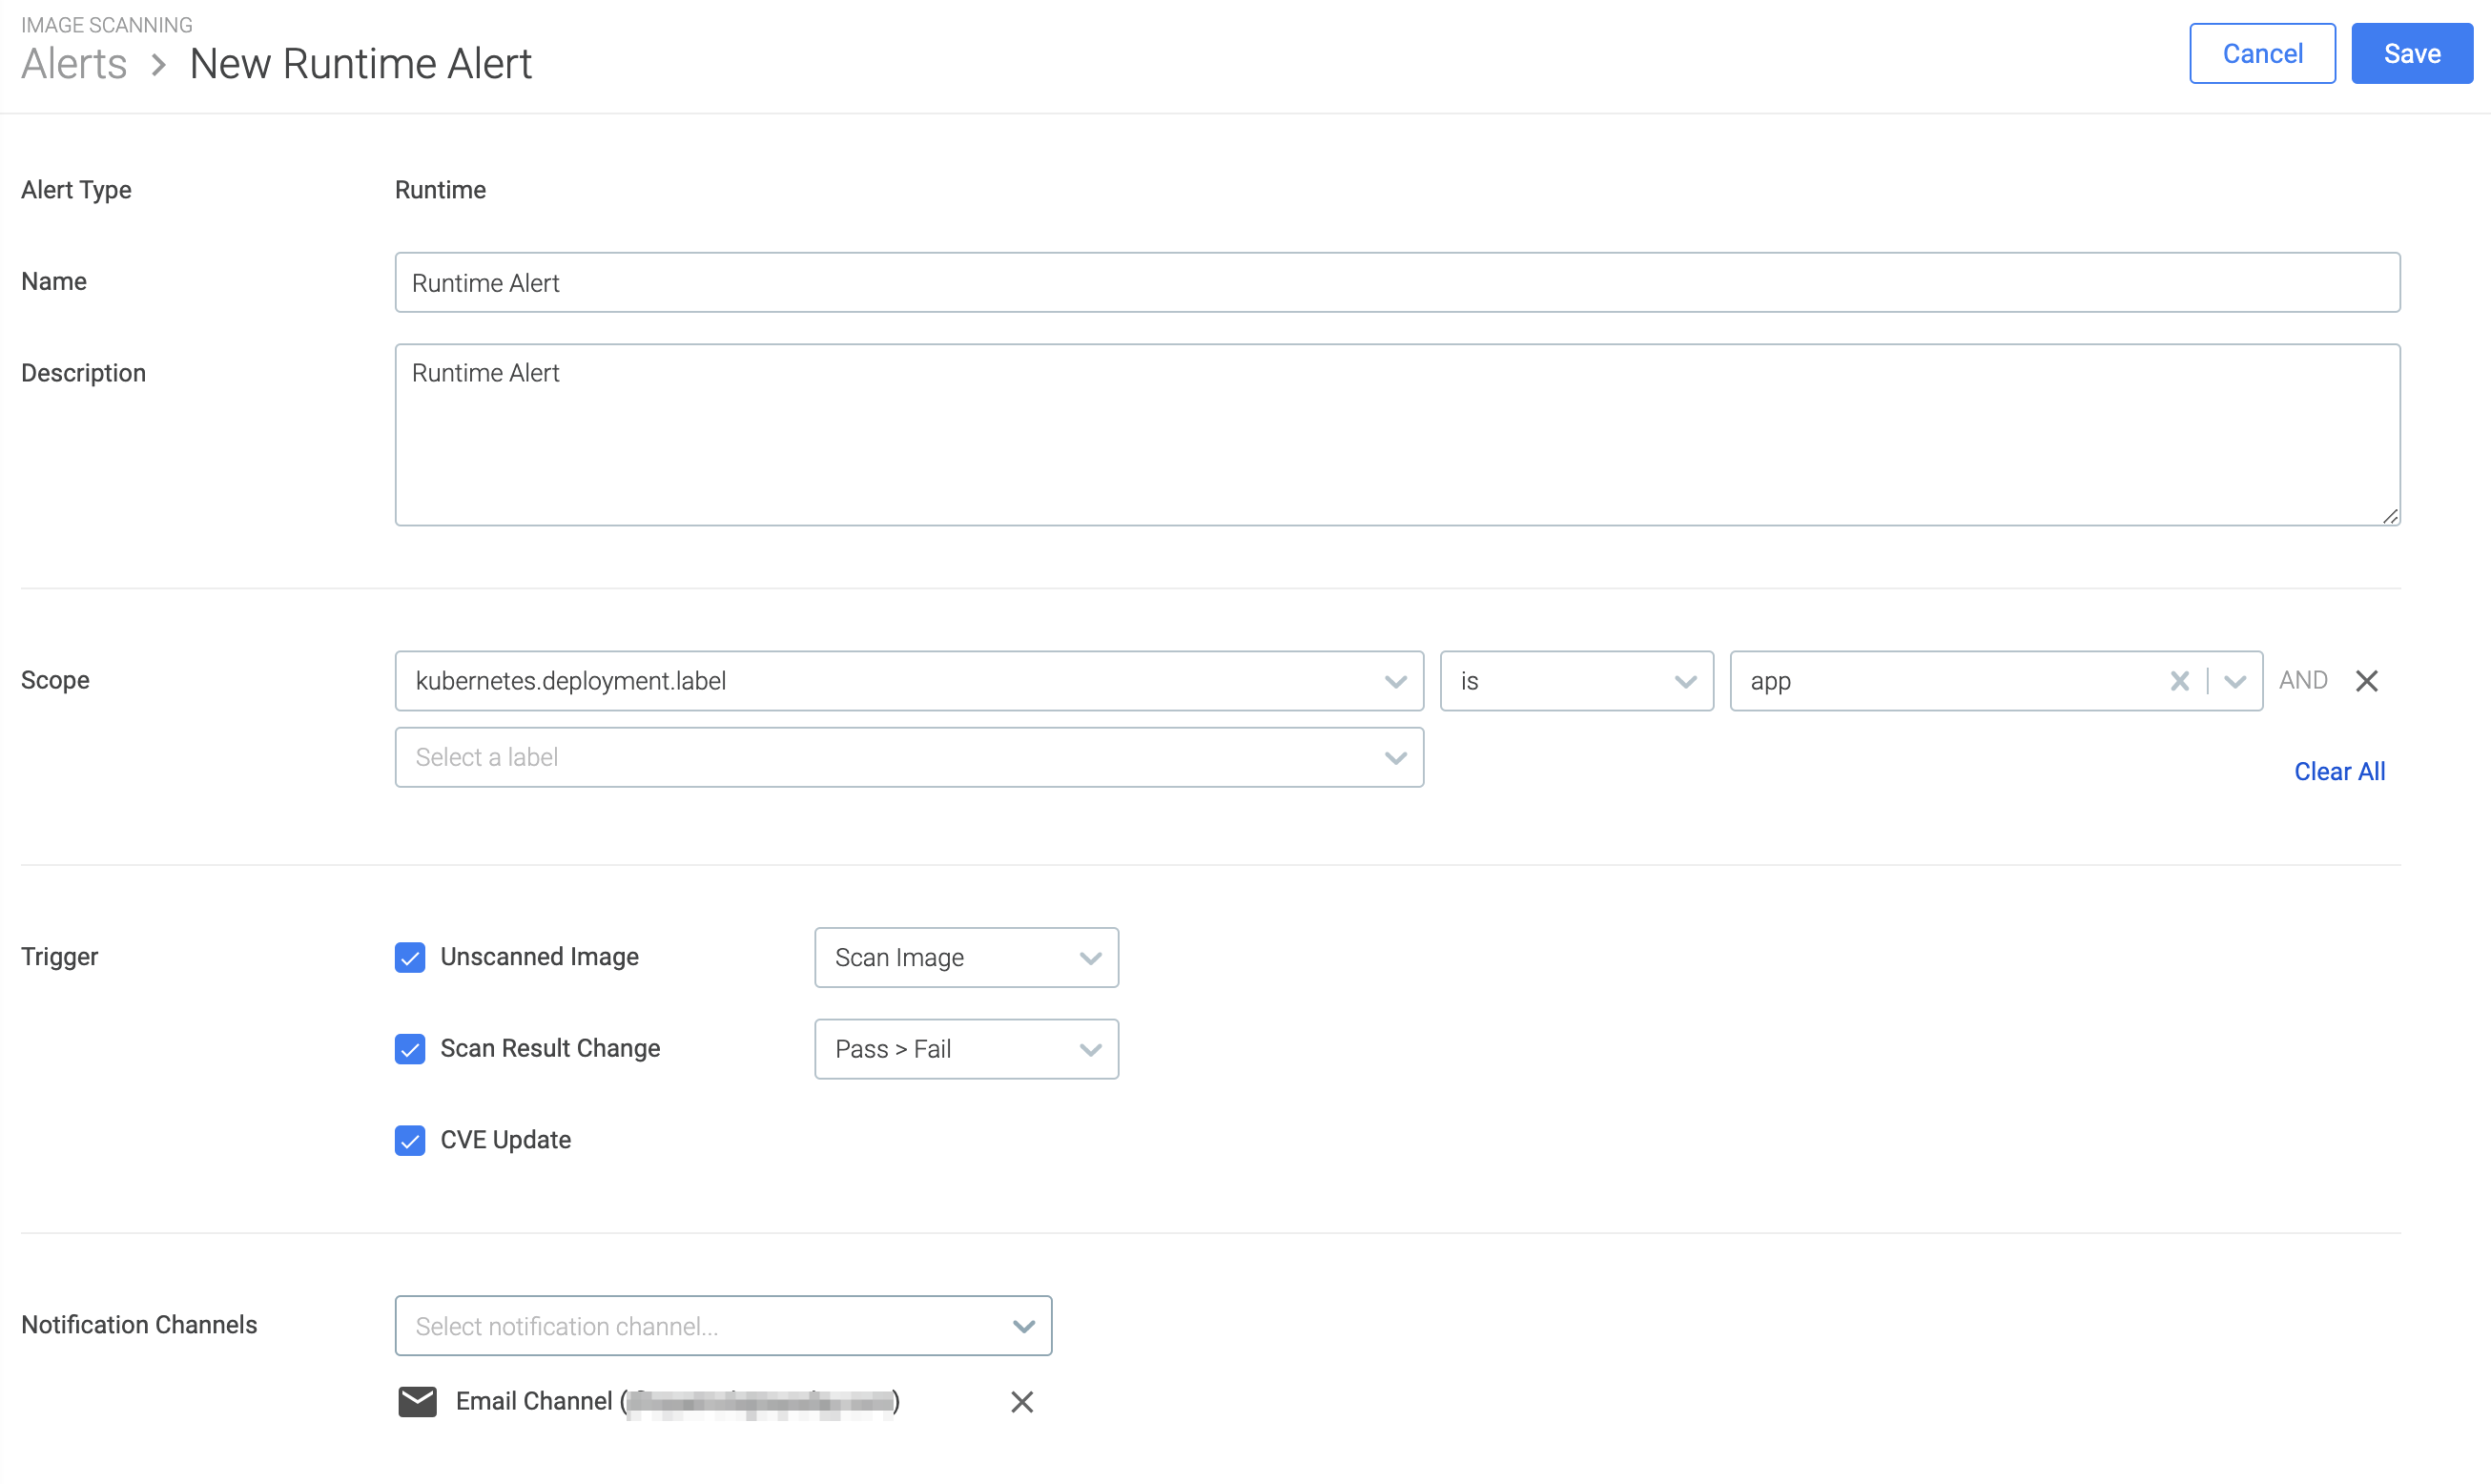 IMAGE SCANNING
Alerts > New Runtime Alert
Cancel
Save
Alert Type
Runtime
Name
Runtime Alert
Description
Runtime Alert
Scope
kubernetes.deployment.label
is
app
AND
Select a label
Clear All
Trigger
Unscanned Image
Scan Image
Scan Result Change
Pass > Fail
CVE Update
Notification Channels
Select notification channel...
Email Channel ()